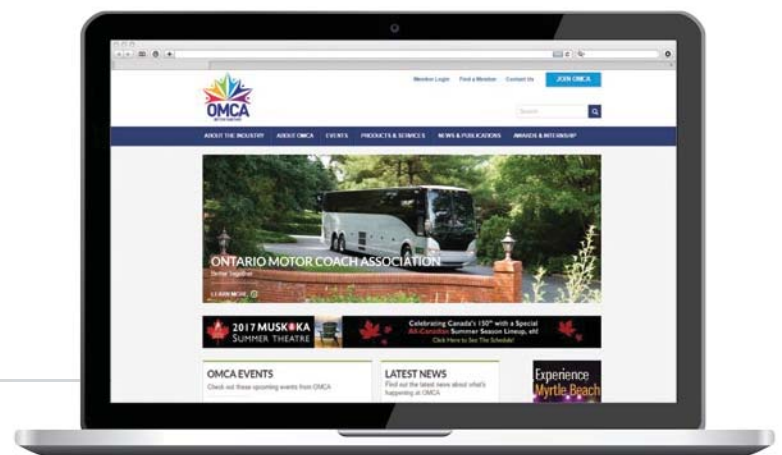 Member Login Find a Member Contact Us JOIN OMCA
OMCA
Search
ABOUT THE INDUSTRY ABOUT OMCA EVENTS PRODUCTS & SERVICES NEWS & PUBLICATIONS AWARDS & INTERNSHIP
ONTARIO MOTOR COACH ASSOCIATION
Better Together
LEARN MORE
2017 MUSKOKA
SUMMER THEATRE
Celebrating Canada's 150th with a Special
All-Canadian Summer Season
Lineup, eh!
Click Here to See The Schedule!
OMCA EVENTS
Check out these upcoming events from OMCA
LATEST NEWS
Find out the latest news about what's
happening at OMCA
Experience
Myrtle Beach